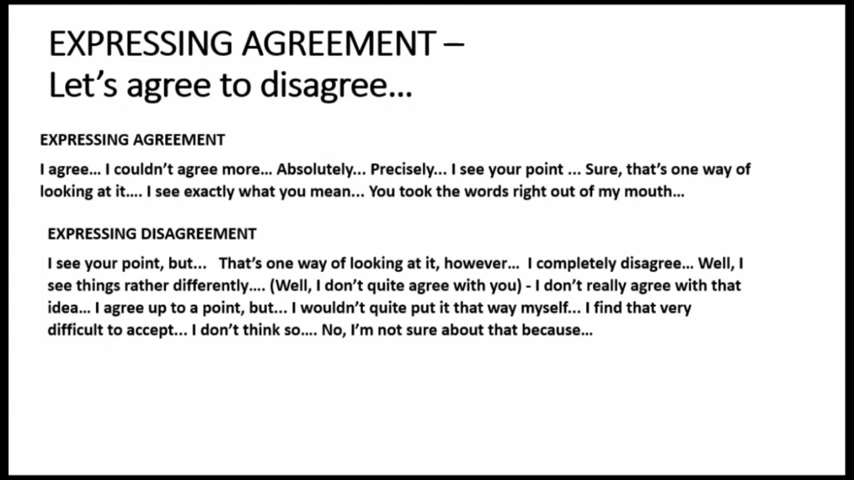 EXPRESSING AGREEMENT –
Let's agree to disagree…
EXPRESSING AGREEMENT
I agree… I couldn't agree more… Absolutely… Precisely… I see your point … Sure, that's one way of
looking at it…. I see exactly what you mean… You took the words right out of my mouth…
EXPRESSING DISAGREEMENT
I see your point, but… That's one way of looking at it, however… I completely disagree… Well, I
see things rather differently…. (Well, I don't quite agree with you) - I don't really agree with that
idea… I agree up to a point, but… I wouldn't quite put it that way myself… I find that very
difficult to accept… I don't think so…. No, I'm not sure about that because…